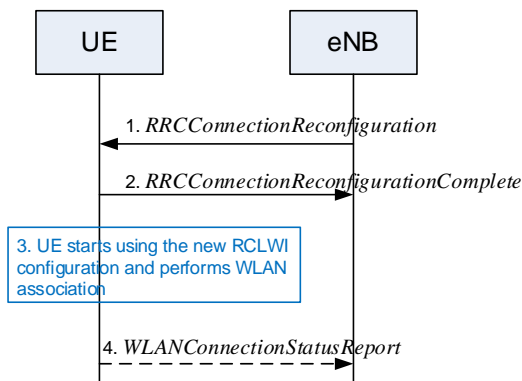 UE
eNB
1. RRCConnectionReconfiguration
2. RRCConnectionReconfigurationComplete
3. UE starts using the new RCLWI
configuration and performs WLAN
association
4. WLANConnectionStatusReport